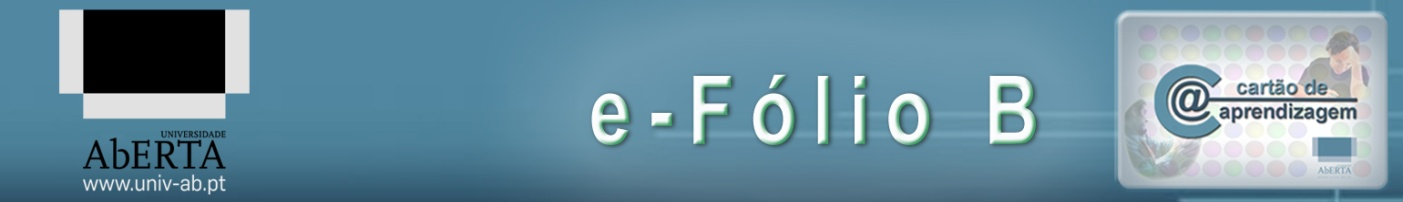 UNIVERSIDADE
AbERTA
www.univ-ab.pt
e-Fólio B
c@
cartão de
aprendizagem
AbERTA